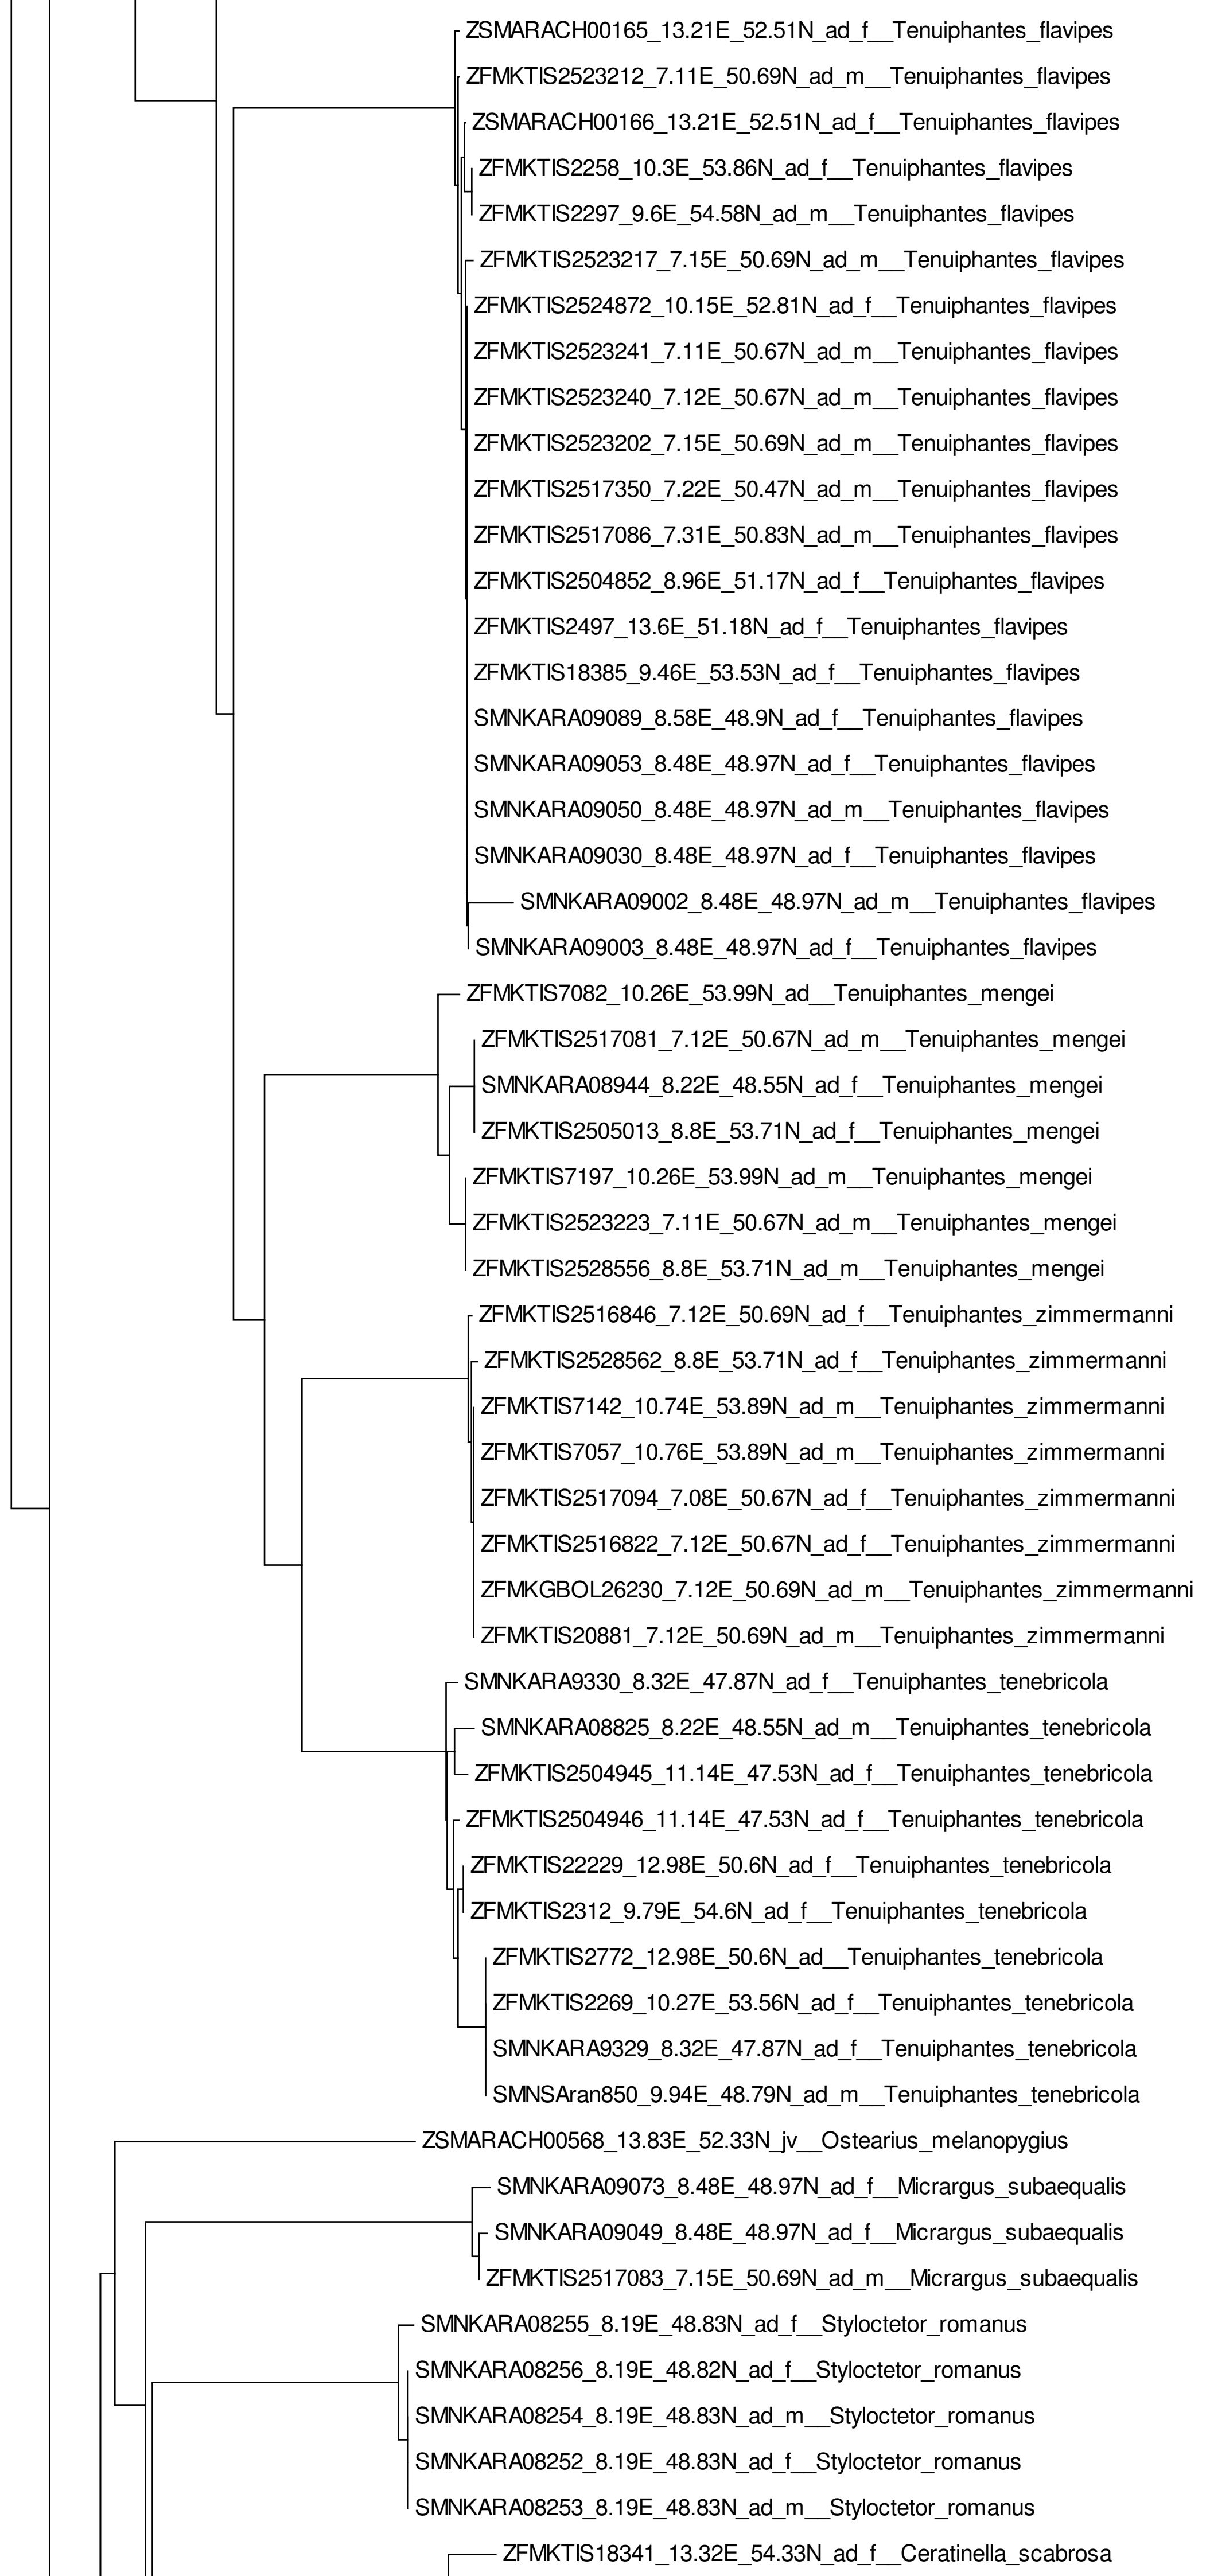 ZSMARACH00165_13.21E_52.51N_ad_f__Tenuiphantes_flavipes
ZFMKTIS2523212_7.11E_50.69N_ad_m__Tenuiphantes_flavipes
ZSMARACH00166_13.21E_52.51N_ad_f__Tenuiphantes_flavipes
ZFMKTIS2258_10.3E_53.86N_ad_f__Tenuiphantes_flavipes
ZFMKTIS2297_9.6E_54.58N_ad_m__Tenuiphantes_flavipes
ZFMKTIS2523217_7.15E_50.69N_ad_m__Tenuiphantes_flavipes
ZFMKTIS2524872_10.15E_52.81N_ad_f__Tenuiphantes_flavipes
ZFMKTIS2523241_7.11E_50.67N_ad_m__Tenuiphantes_flavipes
ZFMKTIS2523240_7.12E_50.67N_ad_m__Tenuiphantes_flavipes
ZFMKTIS2523202_7.15E_50.69N_ad_m__Tenuiphantes_flavipes
ZFMKTIS2517350_7.22E_50.47N_ad_m__Tenuiphantes_flavipes
ZFMKTIS2517086_7.31E_50.83N_ad_m__Tenuiphantes_flavipes
ZFMKTIS2504852_8.96E_51.17N_ad_f__Tenuiphantes_flavipes
ZFMKTIS2497_13.6E_51.18N_ad_f__Tenuiphantes_flavipes
ZFMKTIS18385_9.46E_53.53N_ad_f__Tenuiphantes_flavipes
SMNKARA09089_8.58E_48.9N_ad_f__Tenuiphantes_flavipes
SMNKARA09053_8.48E_48.97N_ad_f__Tenuiphantes_flavipes
SMNKARA09050_8.48E_48.97N_ad_m__Tenuiphantes_flavipes
SMNKARA09030_8.48E_48.97N_ad_f__Tenuiphantes_flavipes
SMNKARA09002_8.48E_48.97N_ad_m__Tenuiphantes_flavipes
SMNKARA09003_8.48E_48.97N_ad_f__Tenuiphantes_flavipes
ZFMKTIS7082_10.26E_53.99N_ad__Tenuiphantes_mengei
ZFMKTIS2517081_7.12E_50.67N_ad_m__Tenuiphantes_mengei
SMNKARA08944_8.22E_48.55N_ad_f__Tenuiphantes_mengei
ZFMKTIS2505013_8.8E_53.71N_ad_f__Tenuiphantes_mengei
ZFMKTIS7197_10.26E_53.99N_ad_m__Tenuiphantes_mengei
ZFMKTIS2523223_7.11E_50.67N_ad_m__Tenuiphantes_mengei
ZFMKTIS2528556_8.8E_53.71N_ad_m__Tenuiphantes_mengei
ZFMKTIS2516846_7.12E_50.69N_ad_f__Tenuiphantes_zimmermanni
ZFMKTIS2528562_8.8E_53.71N_ad_f__Tenuiphantes_zimmermanni
ZFMKTIS7142_10.74E_53.89N_ad_m__Tenuiphantes_zimmermanni
ZFMKTIS7057_10.76E_53.89N_ad_m__Tenuiphantes_zimmermanni
ZFMKTIS2517094_7.08E_50.67N_ad_f__Tenuiphantes_zimmermanni
ZFMKTIS2516822_7.12E_50.67N_ad_f__Tenuiphantes_zimmermanni
ZFMKGBOL26230_7.12E_50.69N_ad_m__Tenuiphantes_zimmermanni
ZFMKTIS20881_7.12E_50.69N_ad_m__Tenuiphantes_zimmermanni
SMNKARA9330_8.32E_47.87N_ad_f__Tenuiphantes_tenebricola
SMNKARA08825_8.22E_48.55N_ad_m__Tenuiphantes_tenebricola
ZFMKTIS2504945_11.14E_47.53N_ad_f__Tenuiphantes_tenebricola
ZFMKTIS2504946_11.14E_47.53N_ad_f__Tenuiphantes_tenebricola
ZFMKTIS22229_12.98E_50.6N_ad_f__Tenuiphantes_tenebricola
ZFMKTIS2312_9.79E_54.6N_ad_f__Tenuiphantes_tenebricola
ZFMKTIS2772_12.98E_50.6N_ad__Tenuiphantes_tenebricola
ZFMKTIS2269_10.27E_53.56N_ad_f__Tenuiphantes_tenebricola
SMNKARA9329_8.32E_47.87N_ad_f__Tenuiphantes_tenebricola
SMNSAran850_9.94E_48.79N_ad_m__Tenuiphantes_tenebricola
ZSMARACH00568_13.83E_52.33N_jv__Ostearius_melanopygius
SMNKARA09073_8.48E_48.97N_ad_f__Micrargus_subaequalis
SMNKARA09049_8.48E_48.97N_ad_f__Micrargus_subaequalis
ZFMKTIS2517083_7.15E_50.69N_ad_m__Micrargus_subaequalis
SMNKARA08255_8.19E_48.83N_ad_f__Styloctetor_romanus
SMNKARA08256_8.19E_48.82N_ad_f__Styloctetor_romanus
SMNKARA08254_8.19E_48.83N_ad_m__Styloctetor_romanus
SMNKARA08252_8.19E_48.83N_ad_f__Styloctetor_romanus
SMNKARA08253_8.19E_48.83N_ad_m__Styloctetor_romanus
ZFMKTIS18341_13.32E_54.33N_ad_f__Ceratinella_scabrosa